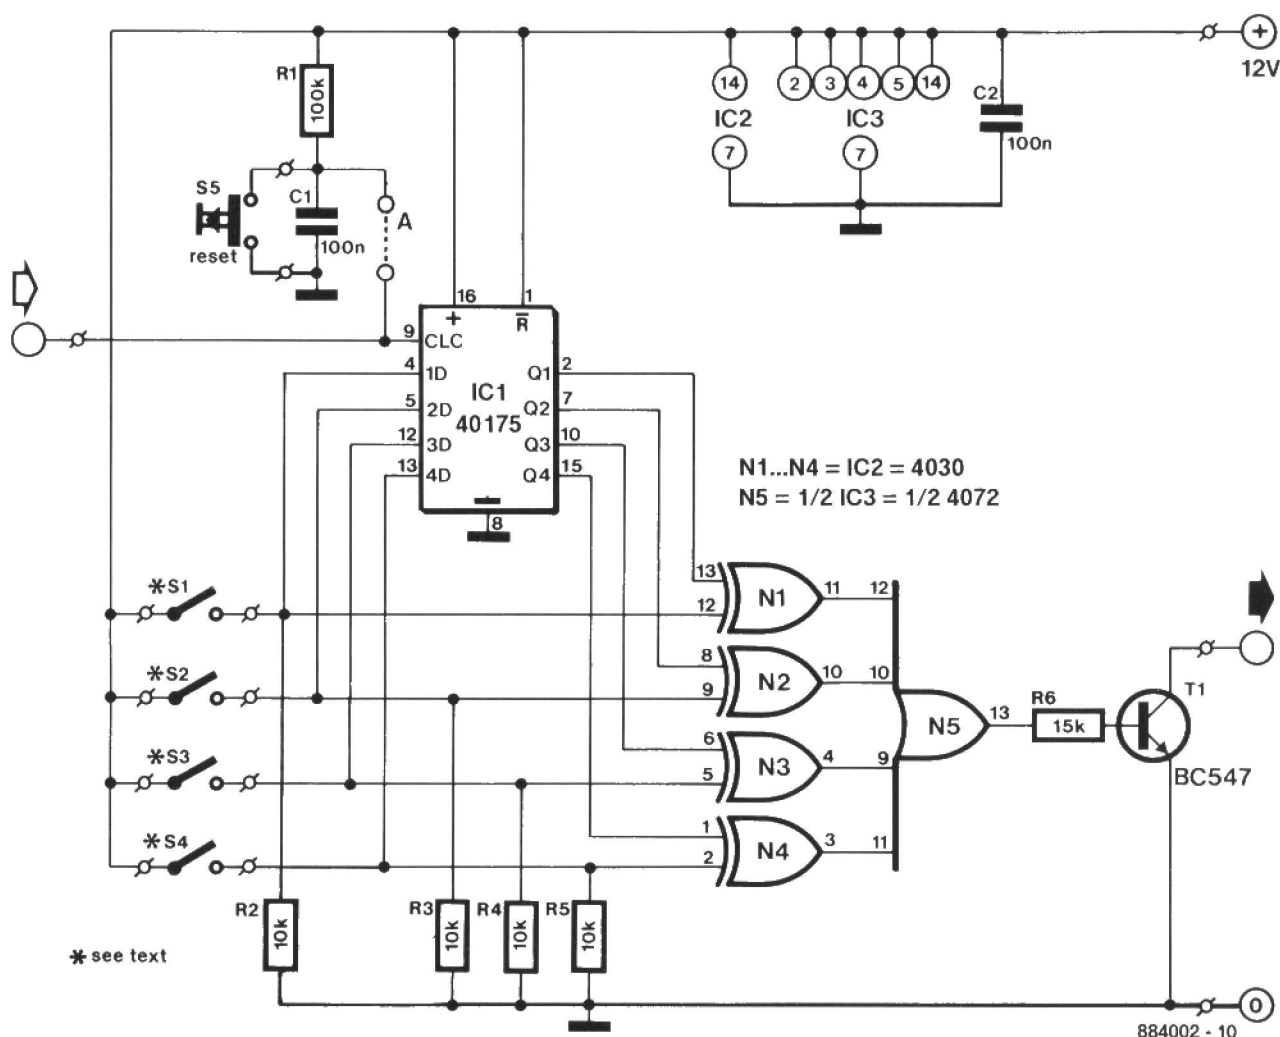 +
12V
R1
100k
14
2
3
4
5
14
C2
100n
IC2
IC3
7
7
S5
reset
C1
100n
A
16
1
+
R
9
CLC
4
1D
Q1
2
5
2D
Q2
7
12
3D
Q3
10
13
4D
Q4
15
IC1
40175
8
N1...N4 = IC2 = 4030
N5 = 1/2 IC3 = 1/2 4072
*S1
13
12
N1
11
12
*S2
8
9
N2
10
10
*S3
6
5
N3
4
9
*S4
1
2
N4
3
11
N5
13
R6
15k
T1
BC547
R2
10k
R3
10k
R4
10k
R5
10k
* see text
0
884002 - 10